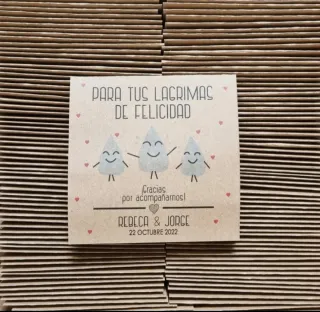 PARA TUS LAGRIMAS
DE FELICIDAD
¡Gracias
por acompañarnos!
REBECA & JORGE
22 OCTUBRE 2022